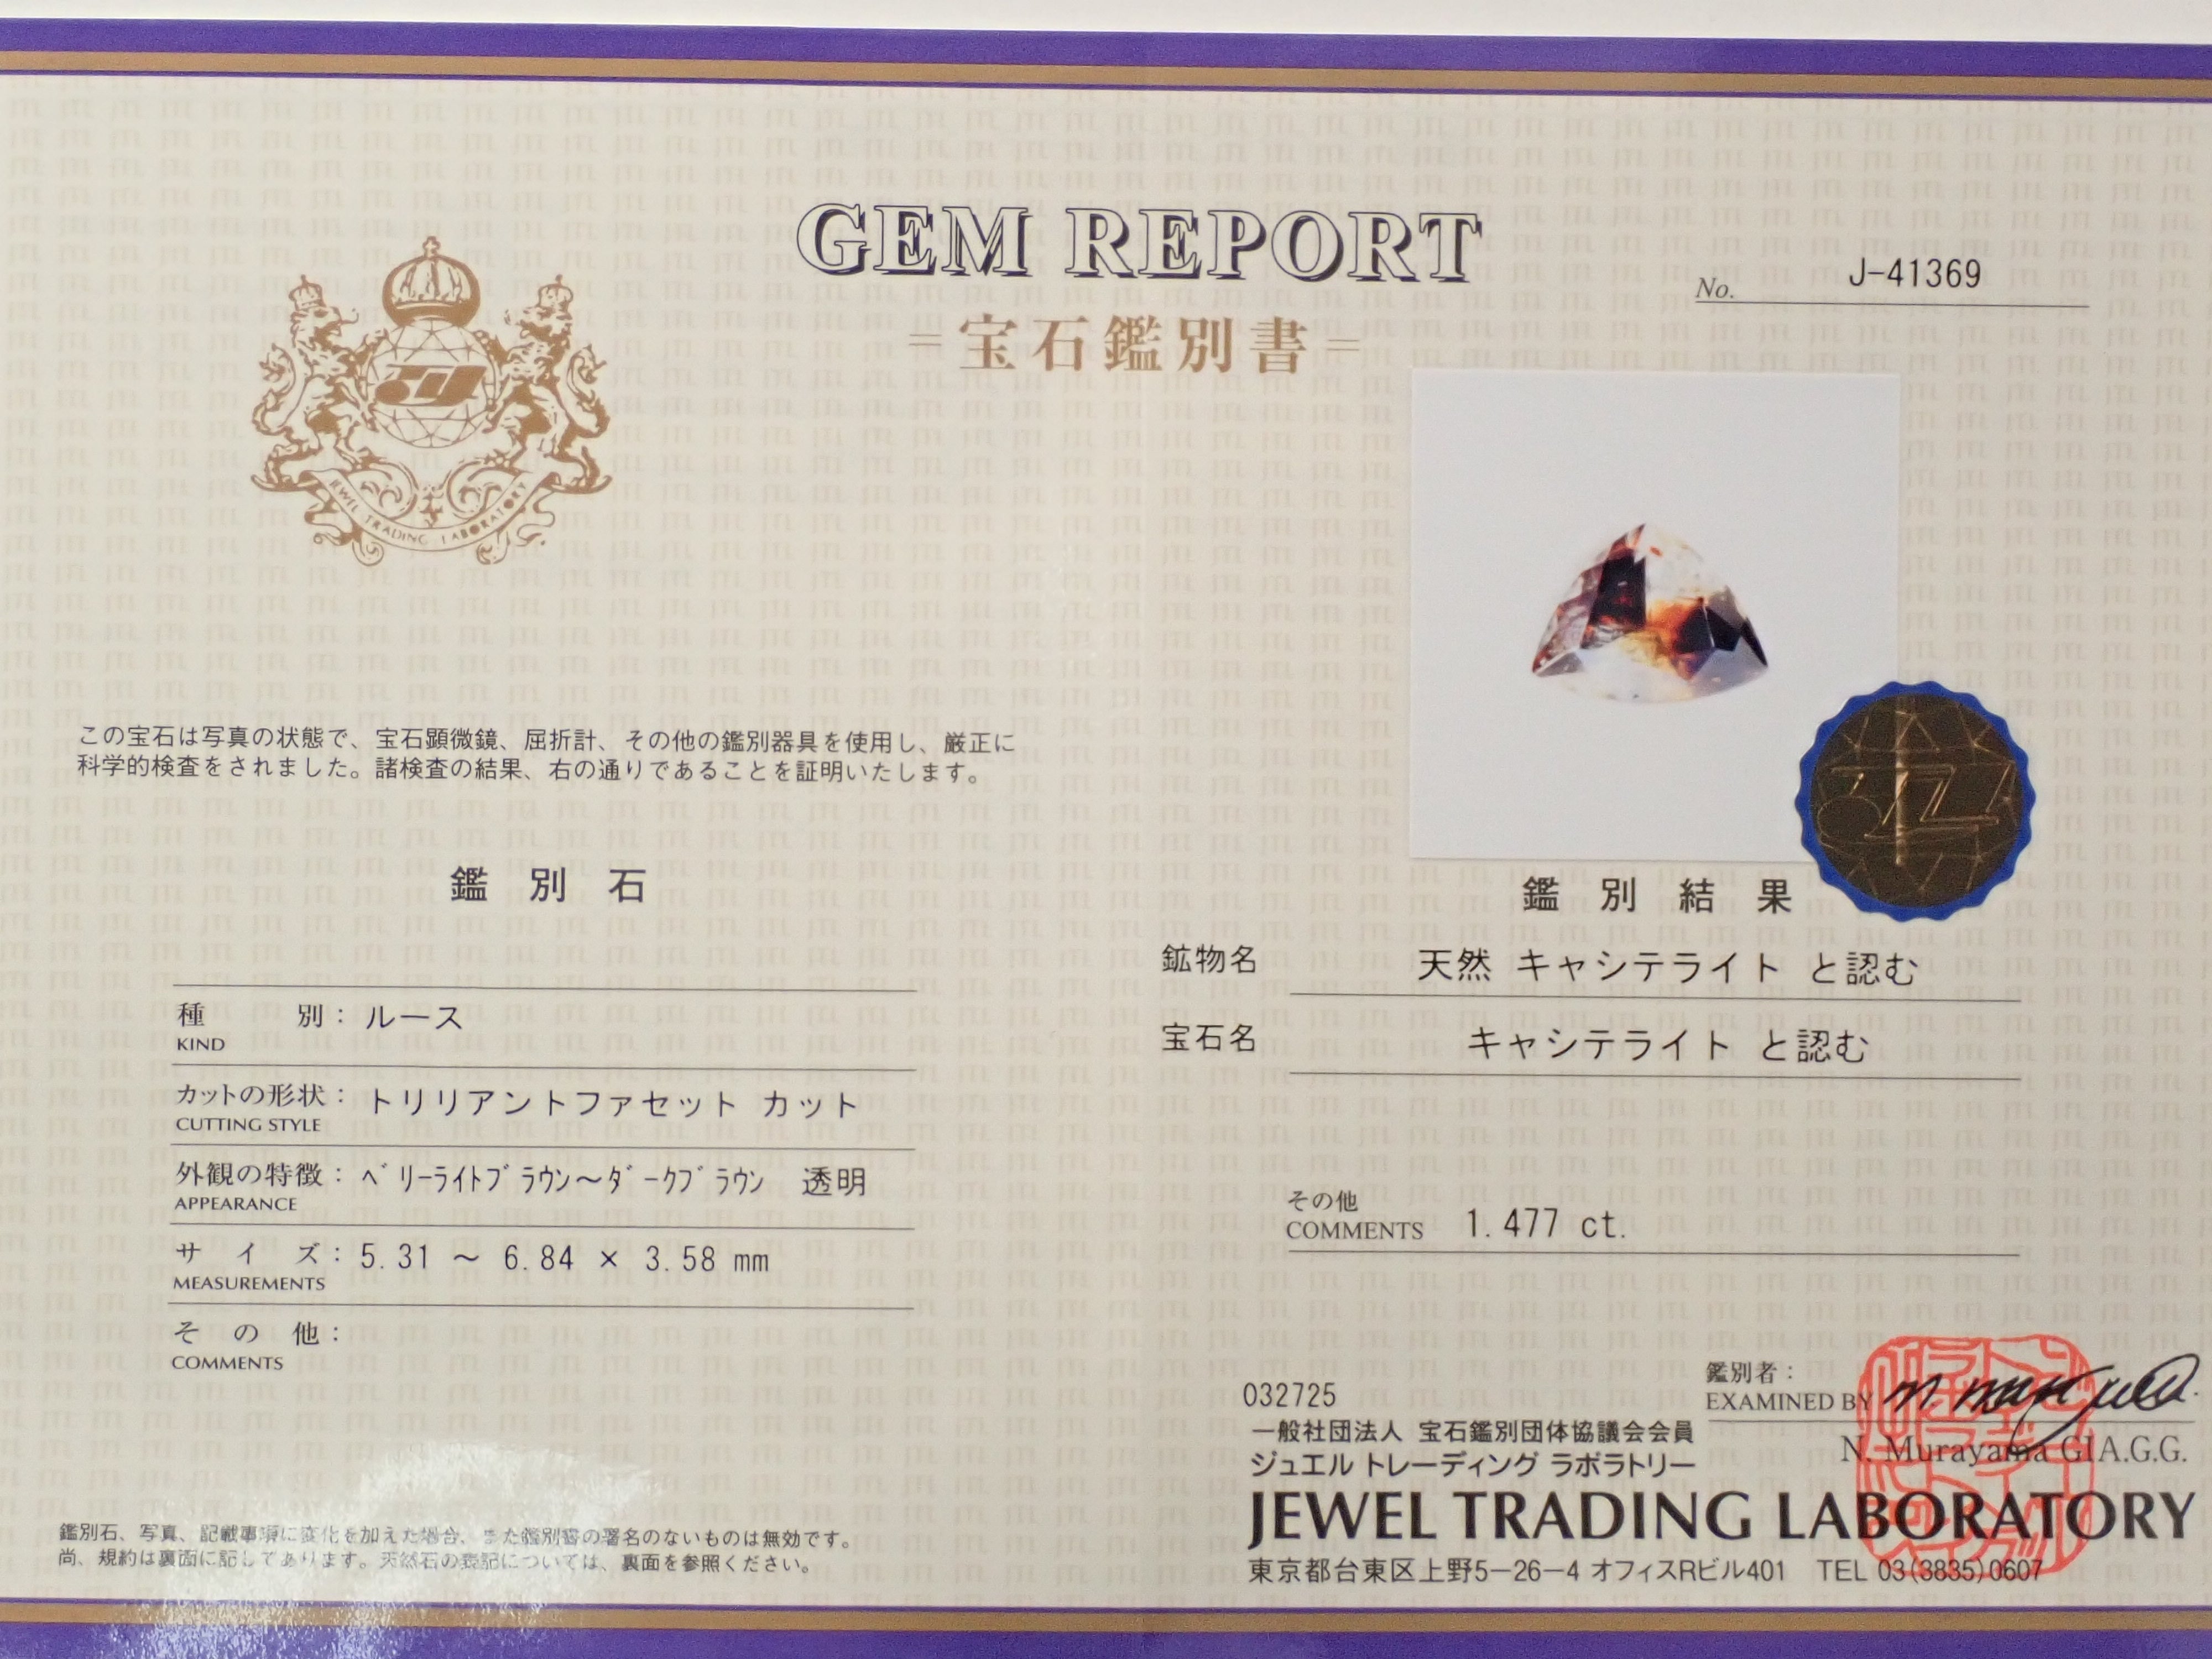 GEM REPORT
No. J-41369
=宝石鑑別書=
JEWEL TRADING LABORATORY
この宝石は写真の状態で、宝石顕微鏡、屈折計、その他の鑑別器具を使用し、厳正に
科学的検査をされました。諸検査の結果、右の通りであることを証明いたします。
鑑別石
種別:ルース
KIND
カットの形状:トリリアントファセット カット
CUTTING STYLE
外観の特徴:ﾍﾞﾘｰﾗｲﾄﾌﾞﾗｳﾝ～ﾀﾞｰｸﾌﾞﾗｳﾝ 透明
APPEARANCE
サイズ:5.31 ～ 6.84 × 3.58 mm
MEASUREMENTS
その他:
COMMENTS
鑑別石、写真、記載事項に変化を加えた場合、また鑑別者の署名のないものは無効です。
尚、規約は裏面に記してあります。天然石の表記については、裏面を参照ください。
鑑別結果
鉱物名 天然 キャシテライト と認む
宝石名 キャシテライト と認む
その他
COMMENTS 1.477 ct.
鑑別者:
EXAMINED BY
N. Murayama GIA.G.G.
032725
一般社団法人 宝石鑑別団体協議会会員
ジュエル トレーディング ラボラトリー
JEWEL TRADING LABORATORY
東京都台東区上野5-26-4 オフィスRビル401 TEL 03(3835)0607